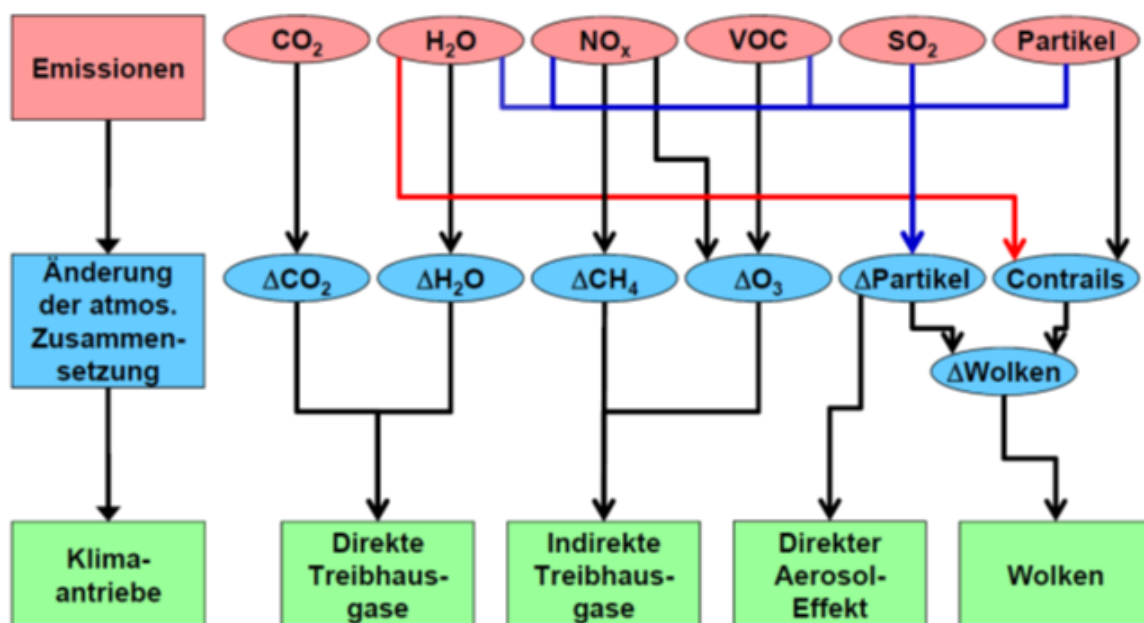 Emissionen
CO₂
H₂O
NOₓ
VOC
SO₂
Partikel
Änderung
der atmos.
Zusammen-
setzung
ΔCO₂
ΔH₂O
ΔCH₄
ΔO₃
ΔPartikel
Contrails
ΔWolken
Klima-
antriebe
Direkte
Treibhaus-
gase
Indirekte
Treibhaus-
gase
Direkter
Aerosol-
Effekt
Wolken